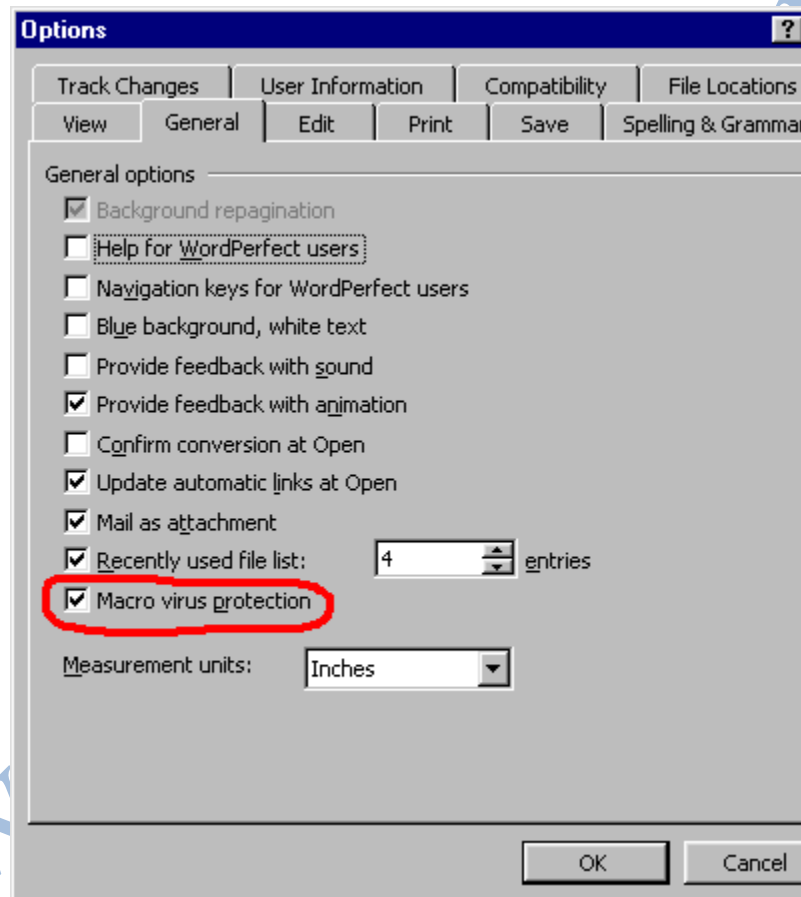 Options ?
Track Changes User Information Compatibility File Locations
View General Edit Print Save Spelling & Grammar
General options
Background repagination
Help for WordPerfect users
Navigation keys for WordPerfect users
Blue background, white text
Provide feedback with sound
Provide feedback with animation
Confirm conversion at Open
Update automatic links at Open
Mail as attachment
Recently used file list: 4 entries
Macro virus protection
Measurement units: Inches
OK Cancel